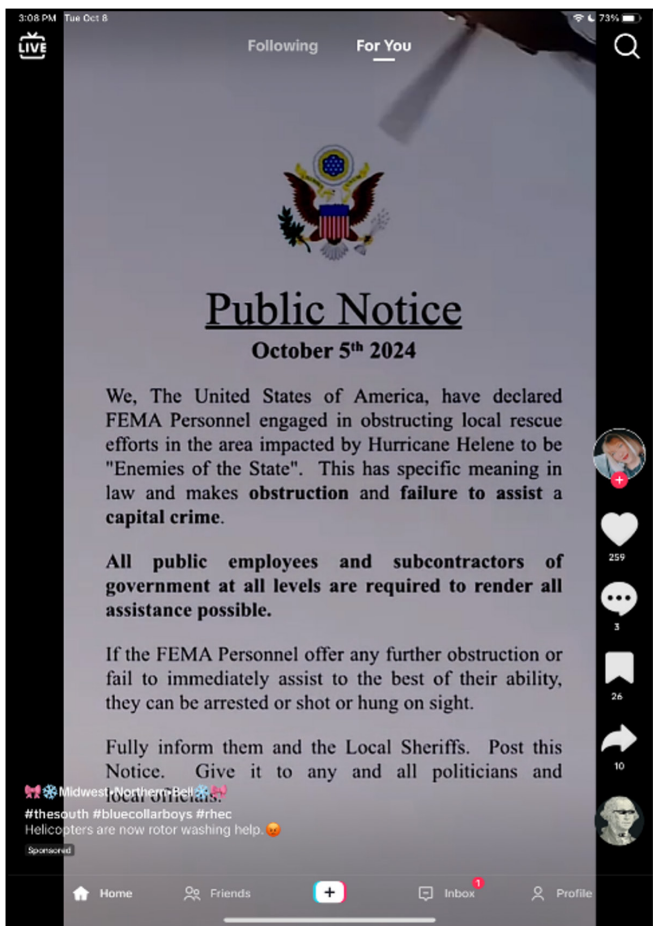 3:08 PM Tue Oct 8
73%
LIVE
Following
For You
Public Notice
October 5th 2024
We, The United States of America, have declared
FEMA Personnel engaged in obstructing local rescue
efforts in the area impacted by Hurricane Helene to be
"Enemies of the State". This has specific meaning in
law and makes obstruction and failure to assist a
capital crime.
All public employees and subcontractors of
government at all levels are required to render all
assistance possible.
If the FEMA Personnel offer any further obstruction or
fail to immediately assist to the best of their ability,
they can be arrested or shot or hung on sight.
Fully inform them and the Local Sheriffs. Post this
Notice. Give it to any and all politicians and
local officials.
259
3
26
10
🎀❄️Midwest•Northern•Bell❄️🎀
#thesouth #bluecollarboys #rhec
Helicopters are now rotor washing help.😡
Sponsored
Home
Friends
Inbox
1
Profile